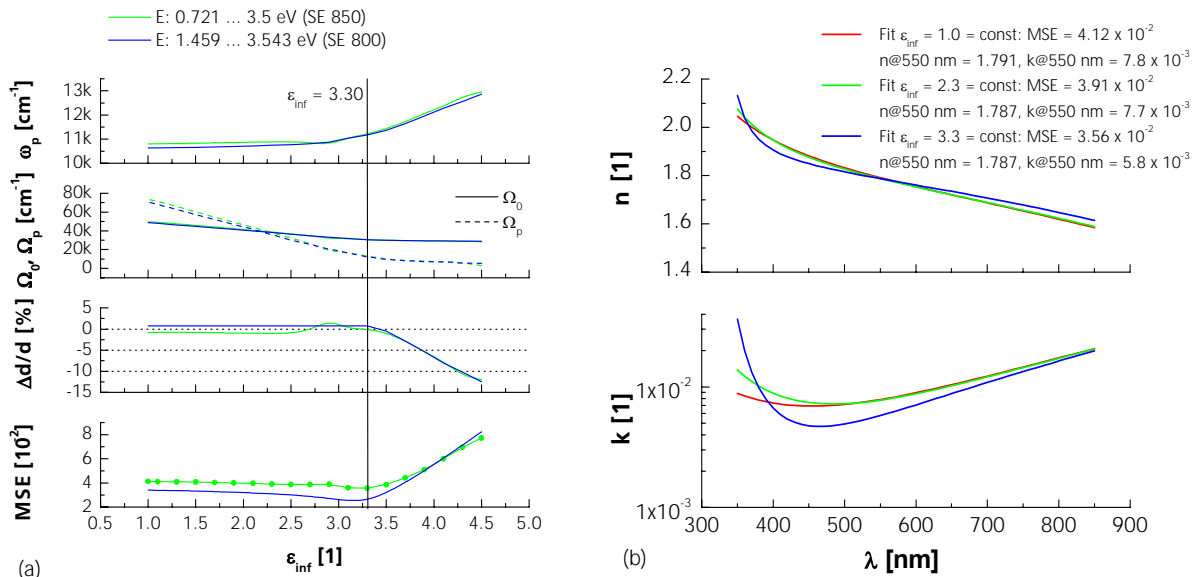 E: 0.721 ... 3.5 eV (SE 850)
E: 1.459 ... 3.543 eV (SE 800)
ε_inf = 3.30
13k
12k
11k
10k
ω_p [cm⁻¹]
80k
60k
40k
20k
0
Ω_0, Ω_p [cm⁻¹]
Ω_0
Ω_p
5
0
-5
-10
-15
Δd/d [%]
8
6
4
2
MSE [10²]
0.5 1.0 1.5 2.0 2.5 3.0 3.5 4.0 4.5 5.0
ε_inf [1]
(a)
Fit ε_inf = 1.0 = const: MSE = 4.12 x 10⁻²
n@550 nm = 1.791, k@550 nm = 7.8 x 10⁻³
Fit ε_inf = 2.3 = const: MSE = 3.91 x 10⁻²
n@550 nm = 1.787, k@550 nm = 7.7 x 10⁻³
Fit ε_inf = 3.3 = const: MSE = 3.56 x 10⁻²
n@550 nm = 1.787, k@550 nm = 5.8 x 10⁻³
2.2
2.0
1.8
1.6
1.4
n [1]
1x10⁻²
1x10⁻³
k [1]
300 400 500 600 700 800 900
λ [nm]
(b)